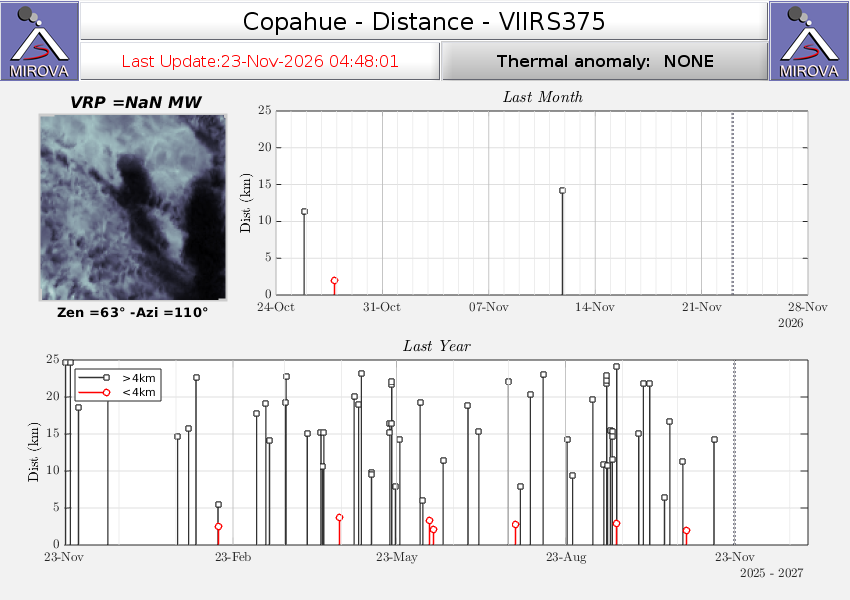 Copahue - Distance - VIIRS375
MIROVA
Last Update:23-Nov-2026 04:48:01
Thermal anomaly: NONE
MIROVA
VRP =NaN MW
Zen =63° -Azi =110°
Last Month
Dist (km)
25
20
15
10
5
0
24-Oct 31-Oct 07-Nov 14-Nov 21-Nov 28-Nov
2026
Last Year
Dist (km)
25
20
15
10
5
0
>4km
<4km
23-Nov 23-Feb 23-May 23-Aug 23-Nov
2025 - 2027